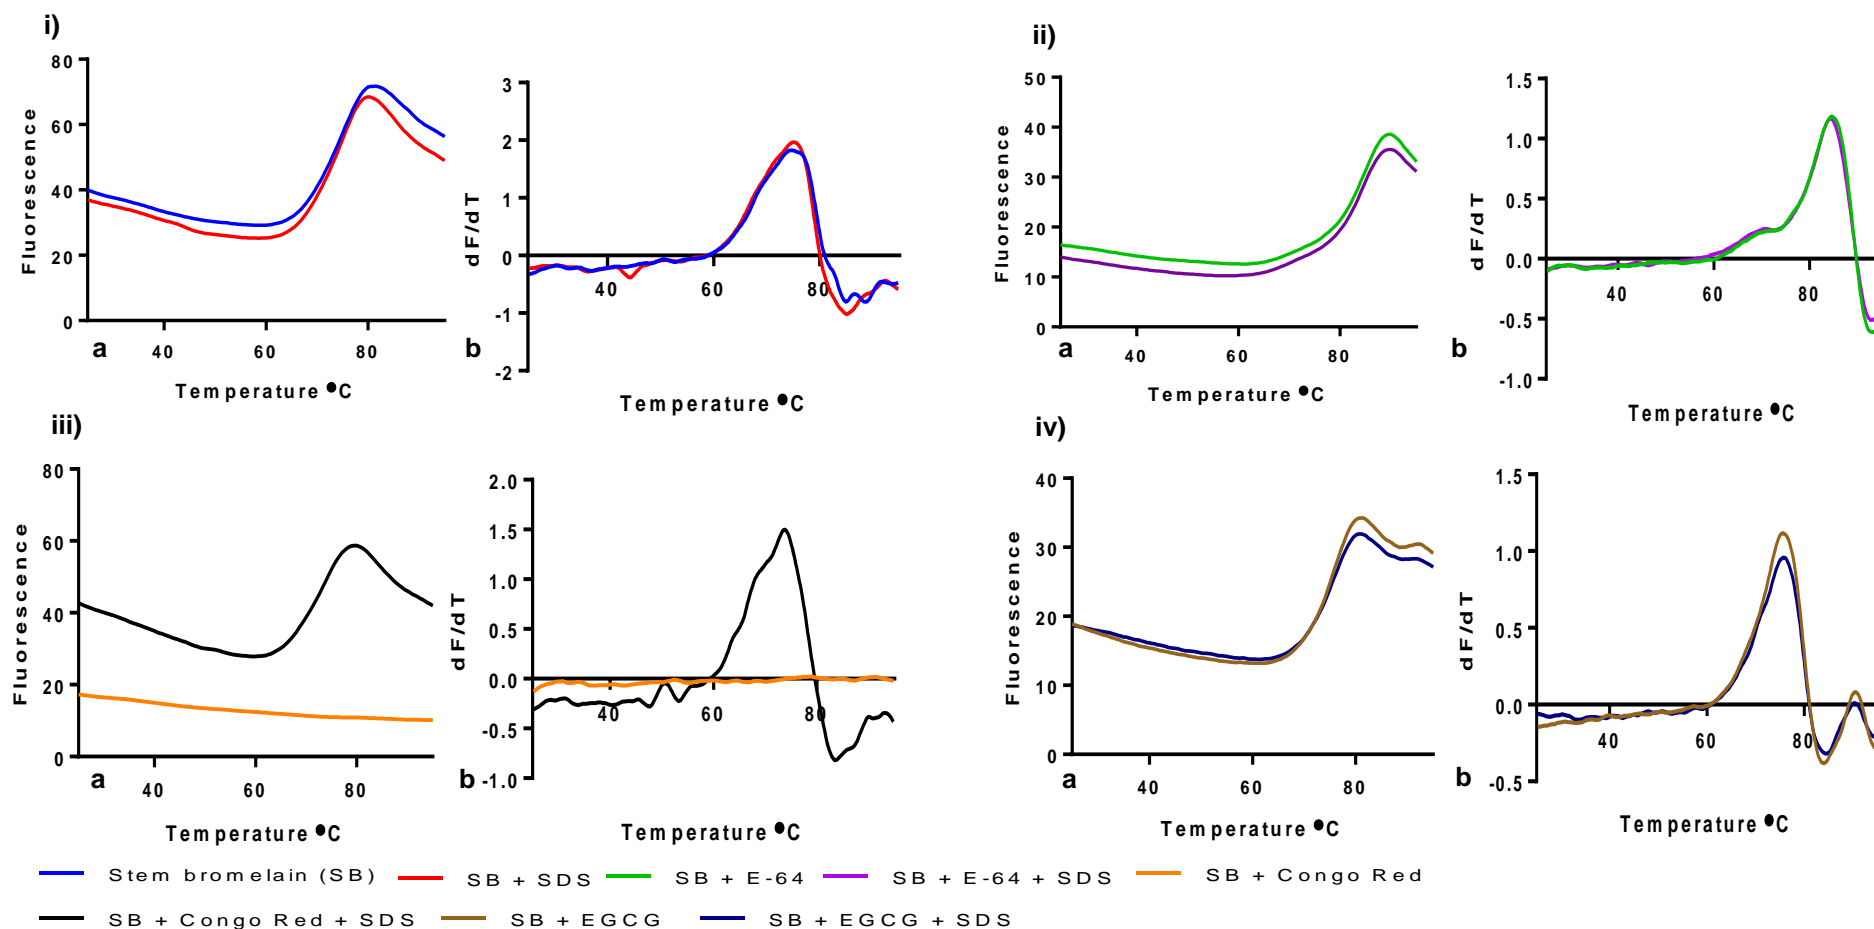 i)
80
60
40
20
0
Fluorescence
a
40 60 80
Temperature °C
3
2
1
0
-1
-2
dF/dT
b
40 60 80
Temperature °C
ii)
50
40
30
20
10
0
Fluorescence
a
40 60 80
Temperature °C
1.5
1.0
0.5
0.0
-0.5
-1.0
dF/dT
b
40 60 80
Temperature °C
iii)
80
60
40
20
0
Fluorescence
a
40 60 80
Temperature °C
2.0
1.5
1.0
0.5
0.0
-0.5
-1.0
dF/dT
b
40 60 80
Temperature °C
iv)
40
30
20
10
0
Fluorescence
a
40 60 80
Temperature °C
1.5
1.0
0.5
0.0
-0.5
dF/dT
b
40 60 80
Temperature °C
Stem bromelain (SB) SB + SDS SB + E-64 SB + E-64 + SDS SB + Congo Red
SB + Congo Red + SDS SB + EGCG SB + EGCG + SDS